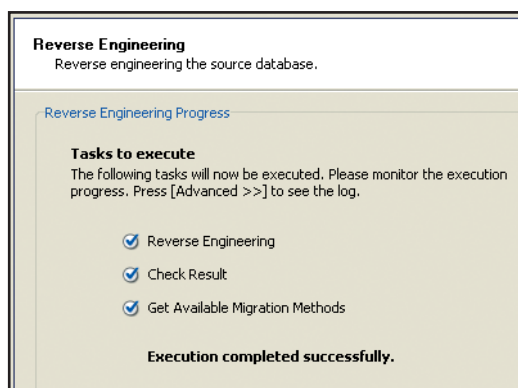 Reverse Engineering
Reverse engineering the source database.
Reverse Engineering Progress
Tasks to execute
The following tasks will now be executed. Please monitor the execution
progress. Press [Advanced >>] to see the log.
Reverse Engineering
Check Result
Get Available Migration Methods
Execution completed successfully.